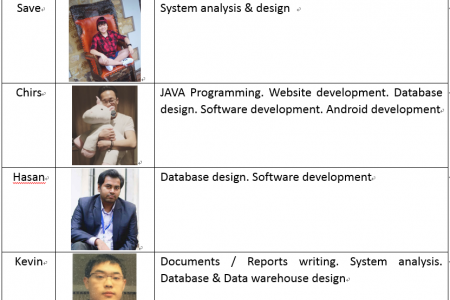 Save
System analysis & design
Chirs
JAVA Programming. Website development. Database
design. Software development. Android development
Hasan
Database design. Software development
Kevin
Documents / Reports writing. System analysis.
Database & Data warehouse design